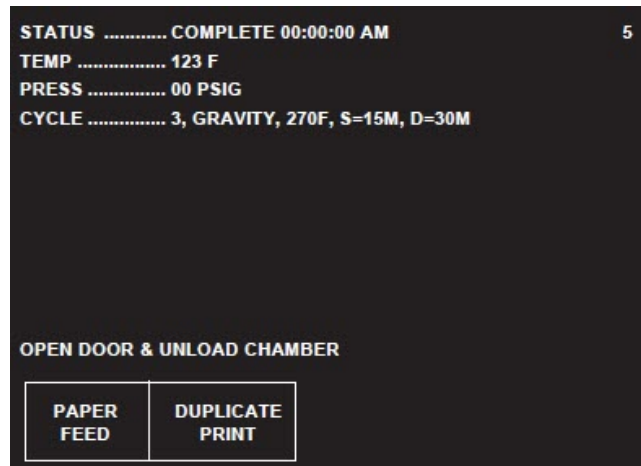 STATUS ............ COMPLETE 00:00:00 AM 5
TEMP ................. 123 F
PRESS ............... 00 PSIG
CYCLE ............... 3, GRAVITY, 270F, S=15M, D=30M
OPEN DOOR & UNLOAD CHAMBER
PAPER FEED
DUPLICATE PRINT